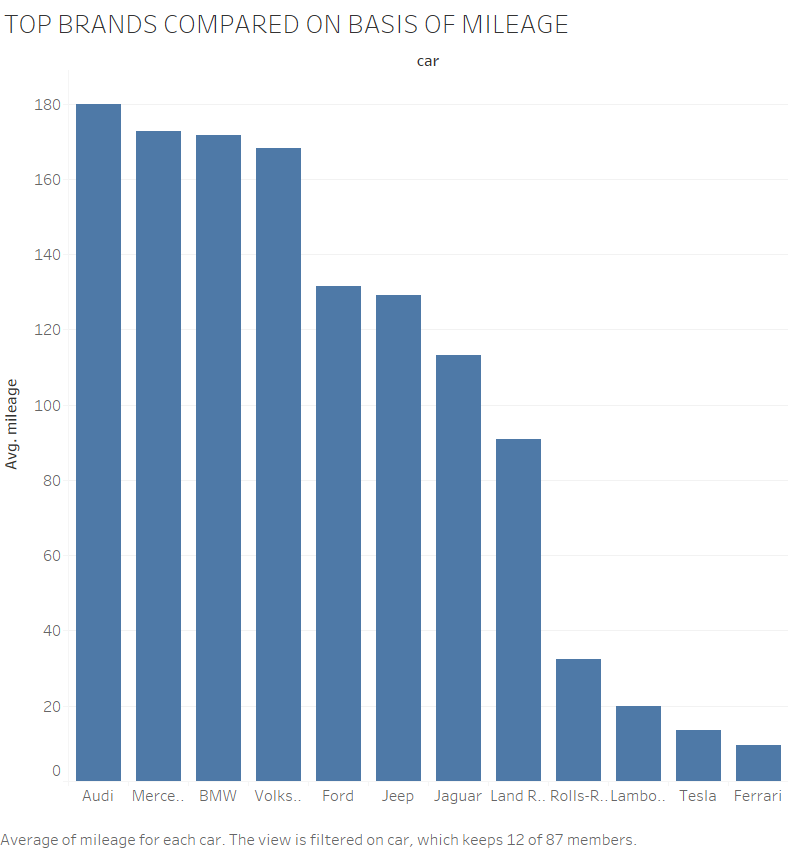 TOP BRANDS COMPARED ON BASIS OF MILEAGE
car
Avg. mileage
180
160
140
120
100
80
60
40
20
0
Audi Merce.. BMW Volks.. Ford Jeep Jaguar Land R.. Rolls-R.. Lambo.. Tesla Ferrari
Average of mileage for each car. The view is filtered on car, which keeps 12 of 87 members.